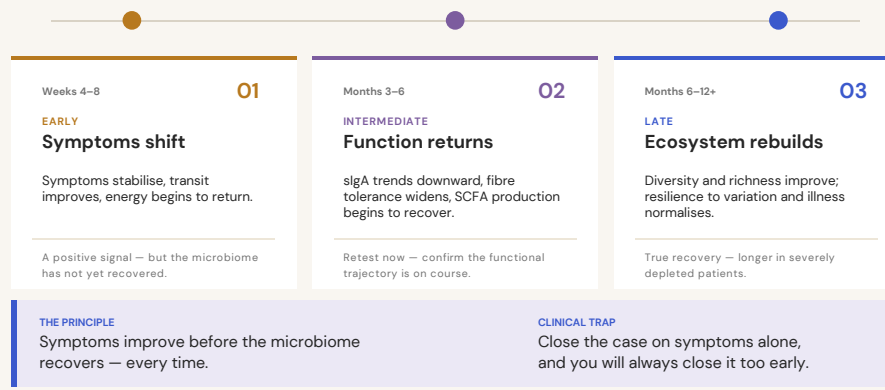 Weeks 4–8
01
EARLY
Symptoms shift
Symptoms stabilise, transit
improves, energy begins to return.
A positive signal — but the microbiome
has not yet recovered.
Months 3–6
02
INTERMEDIATE
Function returns
sIgA trends downward, fibre
tolerance widens, SCFA production
begins to recover.
Retest now — confirm the functional
trajectory is on course.
Months 6–12+
03
LATE
Ecosystem rebuilds
Diversity and richness improve;
resilience to variation and illness
normalises.
True recovery — longer in severely
depleted patients.
THE PRINCIPLE
Symptoms improve before the microbiome
recovers — every time.
CLINICAL TRAP
Close the case on symptoms alone,
and you will always close it too early.